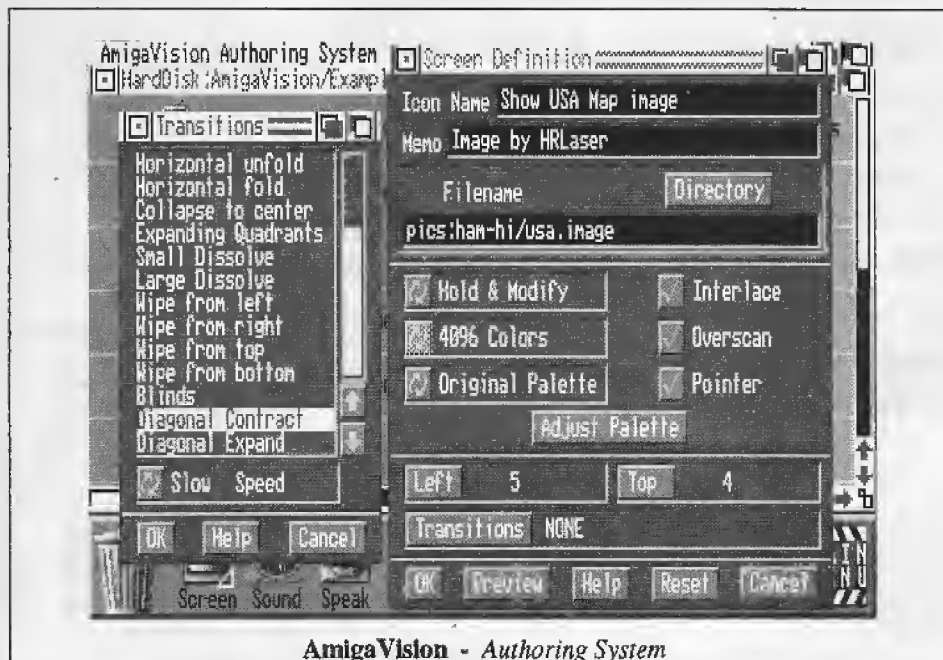 AmigaVision Authoring System
HardDisk:AmigaVision/Exampl
Transitions
Horizontal unfold
Horizontal fold
Collapse to center
Expanding Quadrants
Small Dissolve
Large Dissolve
Wipe from left
Wipe from right
Wipe from top
Wipe from bottom
Blinds
Diagonal Contract
Diagonal Expand
Slow Speed
OK Help Cancel
Screen Sound Speak
Screen Definition
Icon Name Show USA Map image
Memo Image by HRLaser
Filename Directory
pics:ham-hi/usa.image
Hold & Modify Interlace
4096 Colors Overscan
Original Palette Pointer
Adjust Palette
Left 5 Top 4
Transitions NONE
OK Preview Help Reset Cancel
AmigaVision - Authoring System